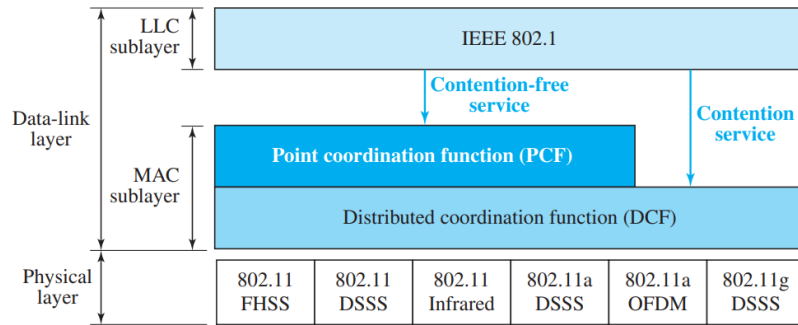 LLC
sublayer
IEEE 802.1
Contention-free
service
Contention
service
Data-link
layer
MAC
sublayer
Point coordination function (PCF)
Distributed coordination function (DCF)
Physical
layer
802.11
FHSS
802.11
DSSS
802.11
Infrared
802.11a
DSSS
802.11a
OFDM
802.11g
DSSS